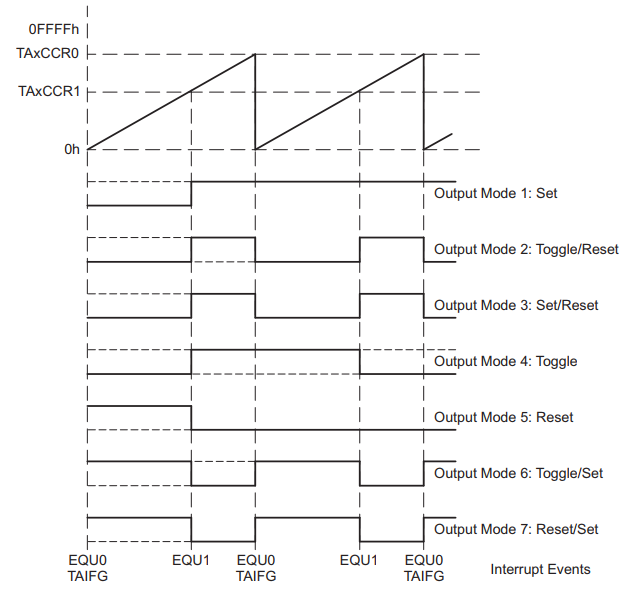 0FFFFh
TAxCCR0
TAxCCR1
0h
Output Mode 1: Set
Output Mode 2: Toggle/Reset
Output Mode 3: Set/Reset
Output Mode 4: Toggle
Output Mode 5: Reset
Output Mode 6: Toggle/Set
Output Mode 7: Reset/Set
EQU0 EQU1 EQU0 EQU1 EQU0
TAIFG TAIFG TAIFG
Interrupt Events